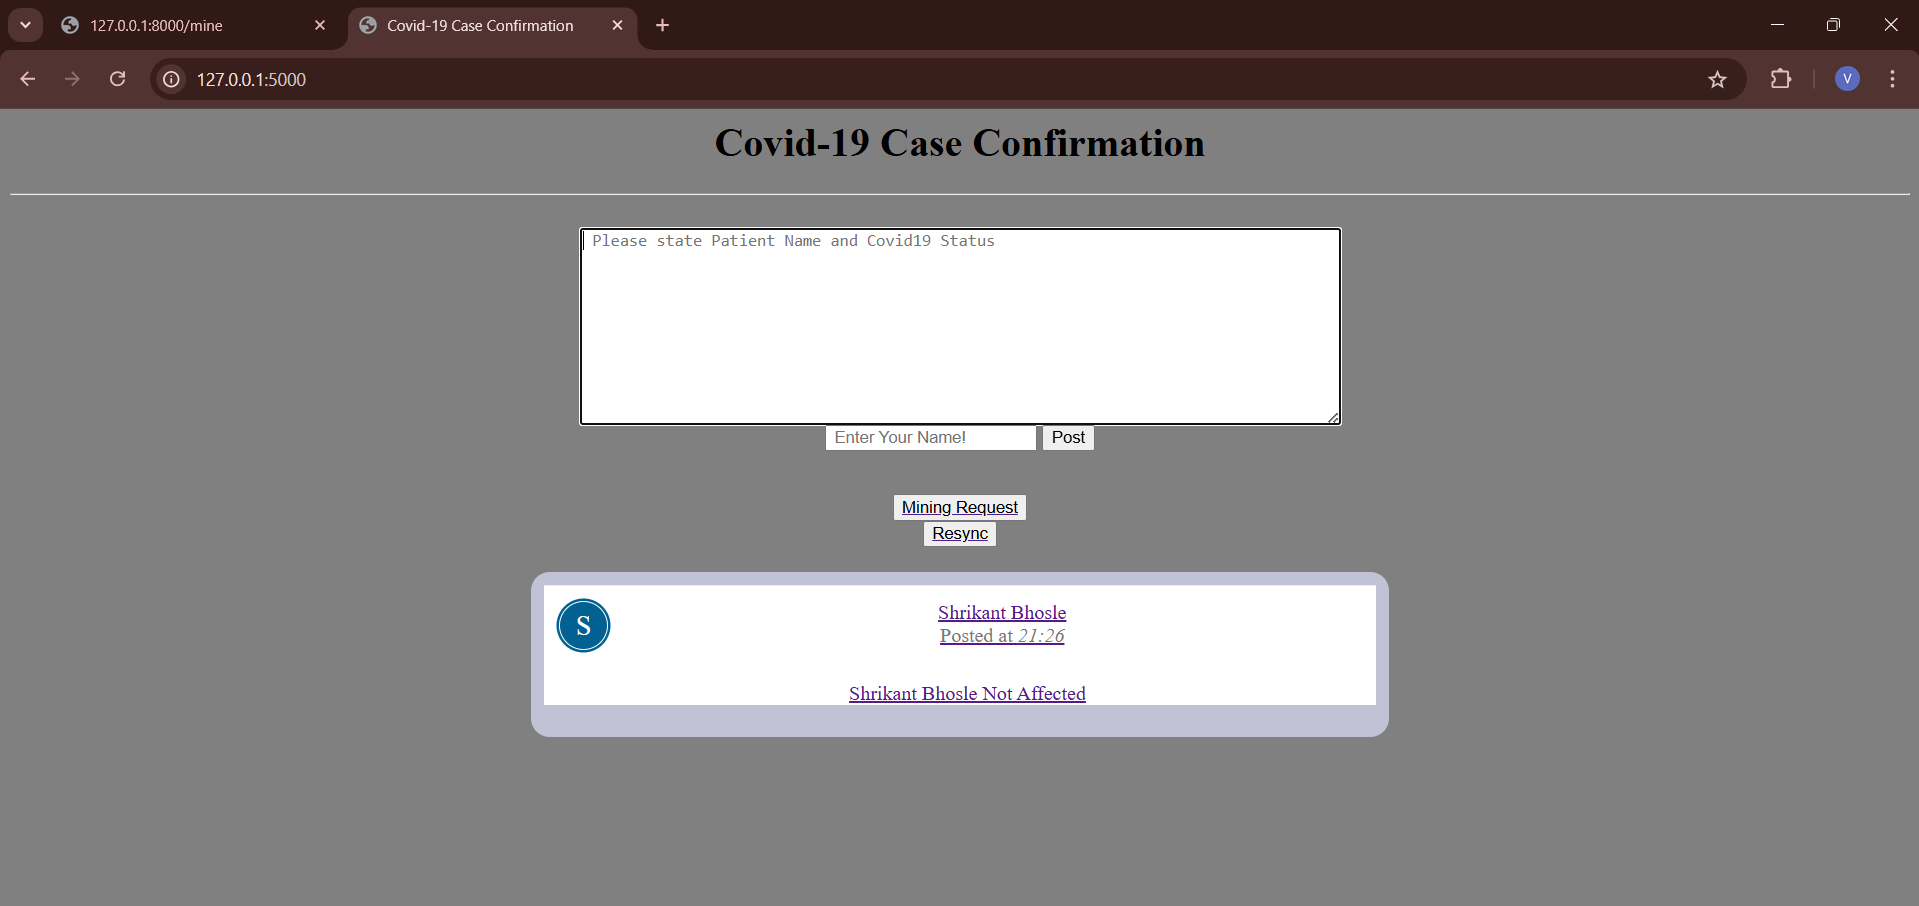 127.0.0.1:8000/mine
Covid-19 Case Confirmation
127.0.0.1:5000
V
Covid-19 Case Confirmation
Please state Patient Name and Covid19 Status
Enter Your Name! Post
Mining Request
Resync
S
Shrikant Bhosle
Posted at 21:26
Shrikant Bhosle Not Affected